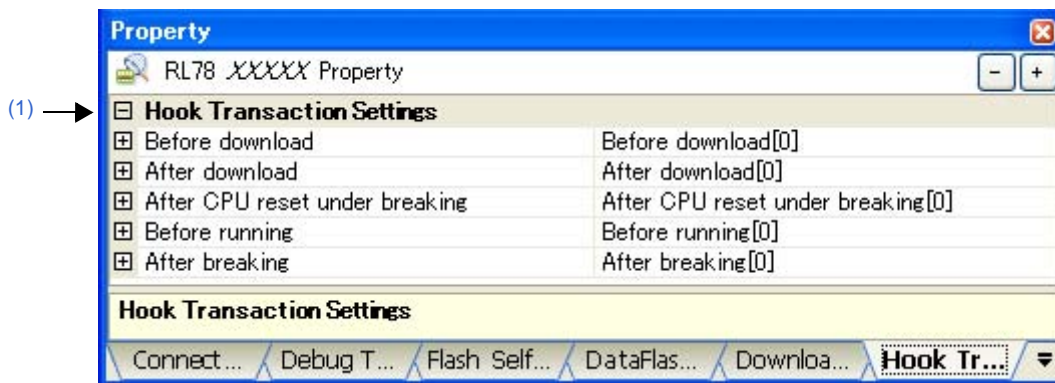 Property
RL78 XXXXX Property
- +
(1)
Hook Transaction Settings
Before download Before download[0]
After download After download[0]
After CPU reset under breaking After CPU reset under breaking[0]
Before running Before running[0]
After breaking After breaking[0]
Hook Transaction Settings
Connect... Debug T... Flash Self... DataFlas... Downloa... Hook Tr...